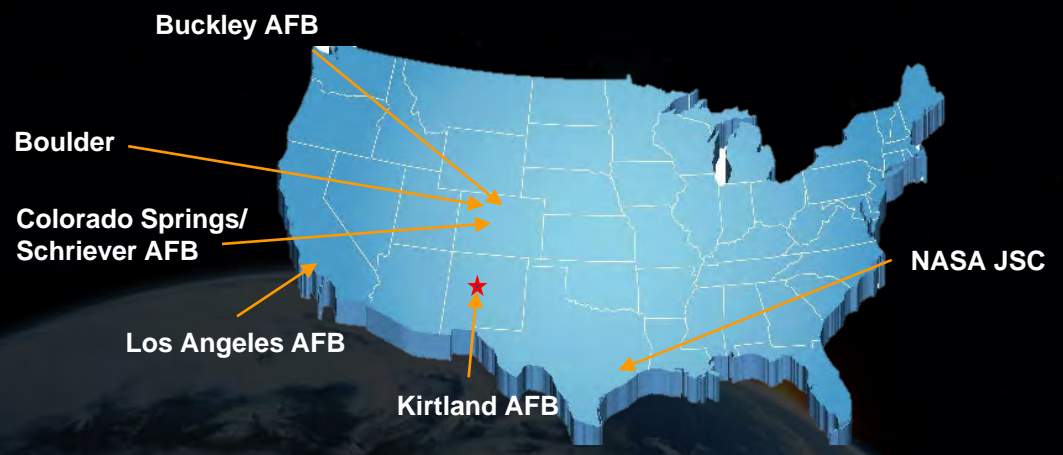 Buckley AFB
Boulder
Colorado Springs/
Schriever AFB
NASA JSC
Los Angeles AFB
Kirtland AFB